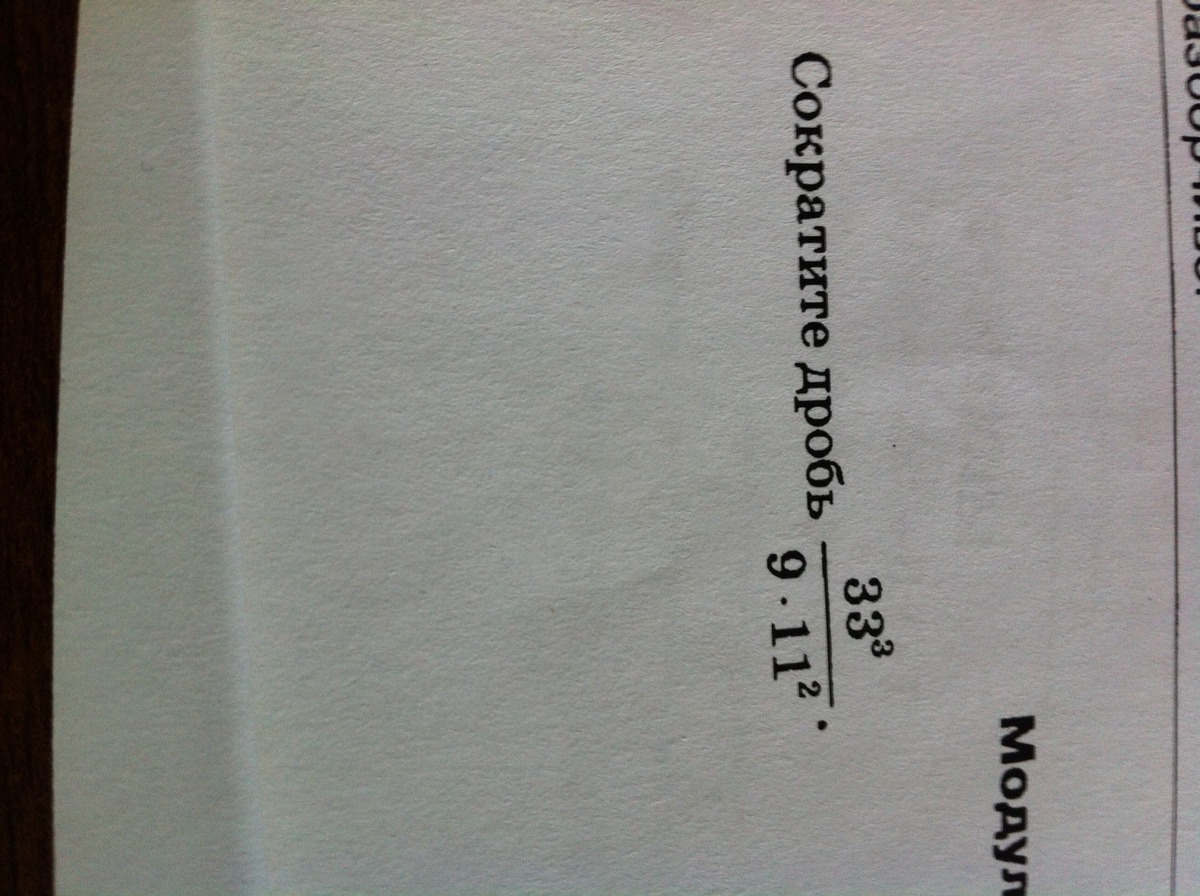 Модул
Сократите дробь 33³ / 9 · 11² .